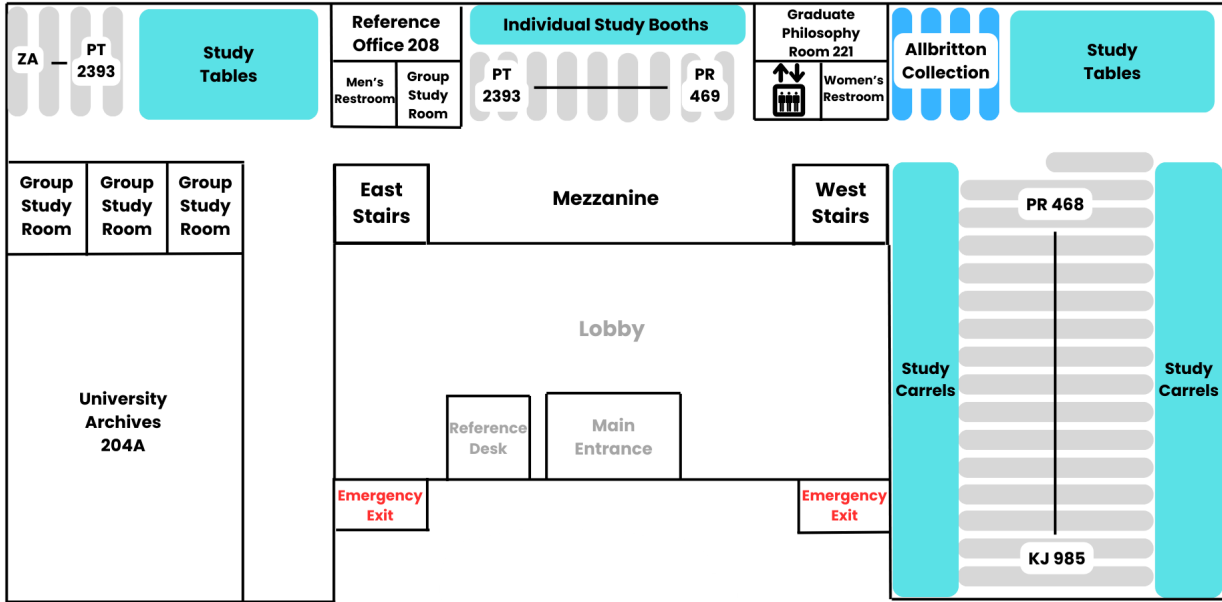 ZA
PT
2393
Study
Tables
Reference
Office 208
Men's
Restroom
Group
Study
Room
Individual Study Booths
PT
2393
PR
469
Graduate
Philosophy
Room 221
Women's
Restroom
Allbritton
Collection
Study
Tables
Group
Study
Room
Group
Study
Room
Group
Study
Room
East
Stairs
Mezzanine
West
Stairs
PR 468
Lobby
University
Archives
204A
Reference
Desk
Main
Entrance
Study
Carrels
Study
Carrels
Emergency
Exit
Emergency
Exit
KJ 985